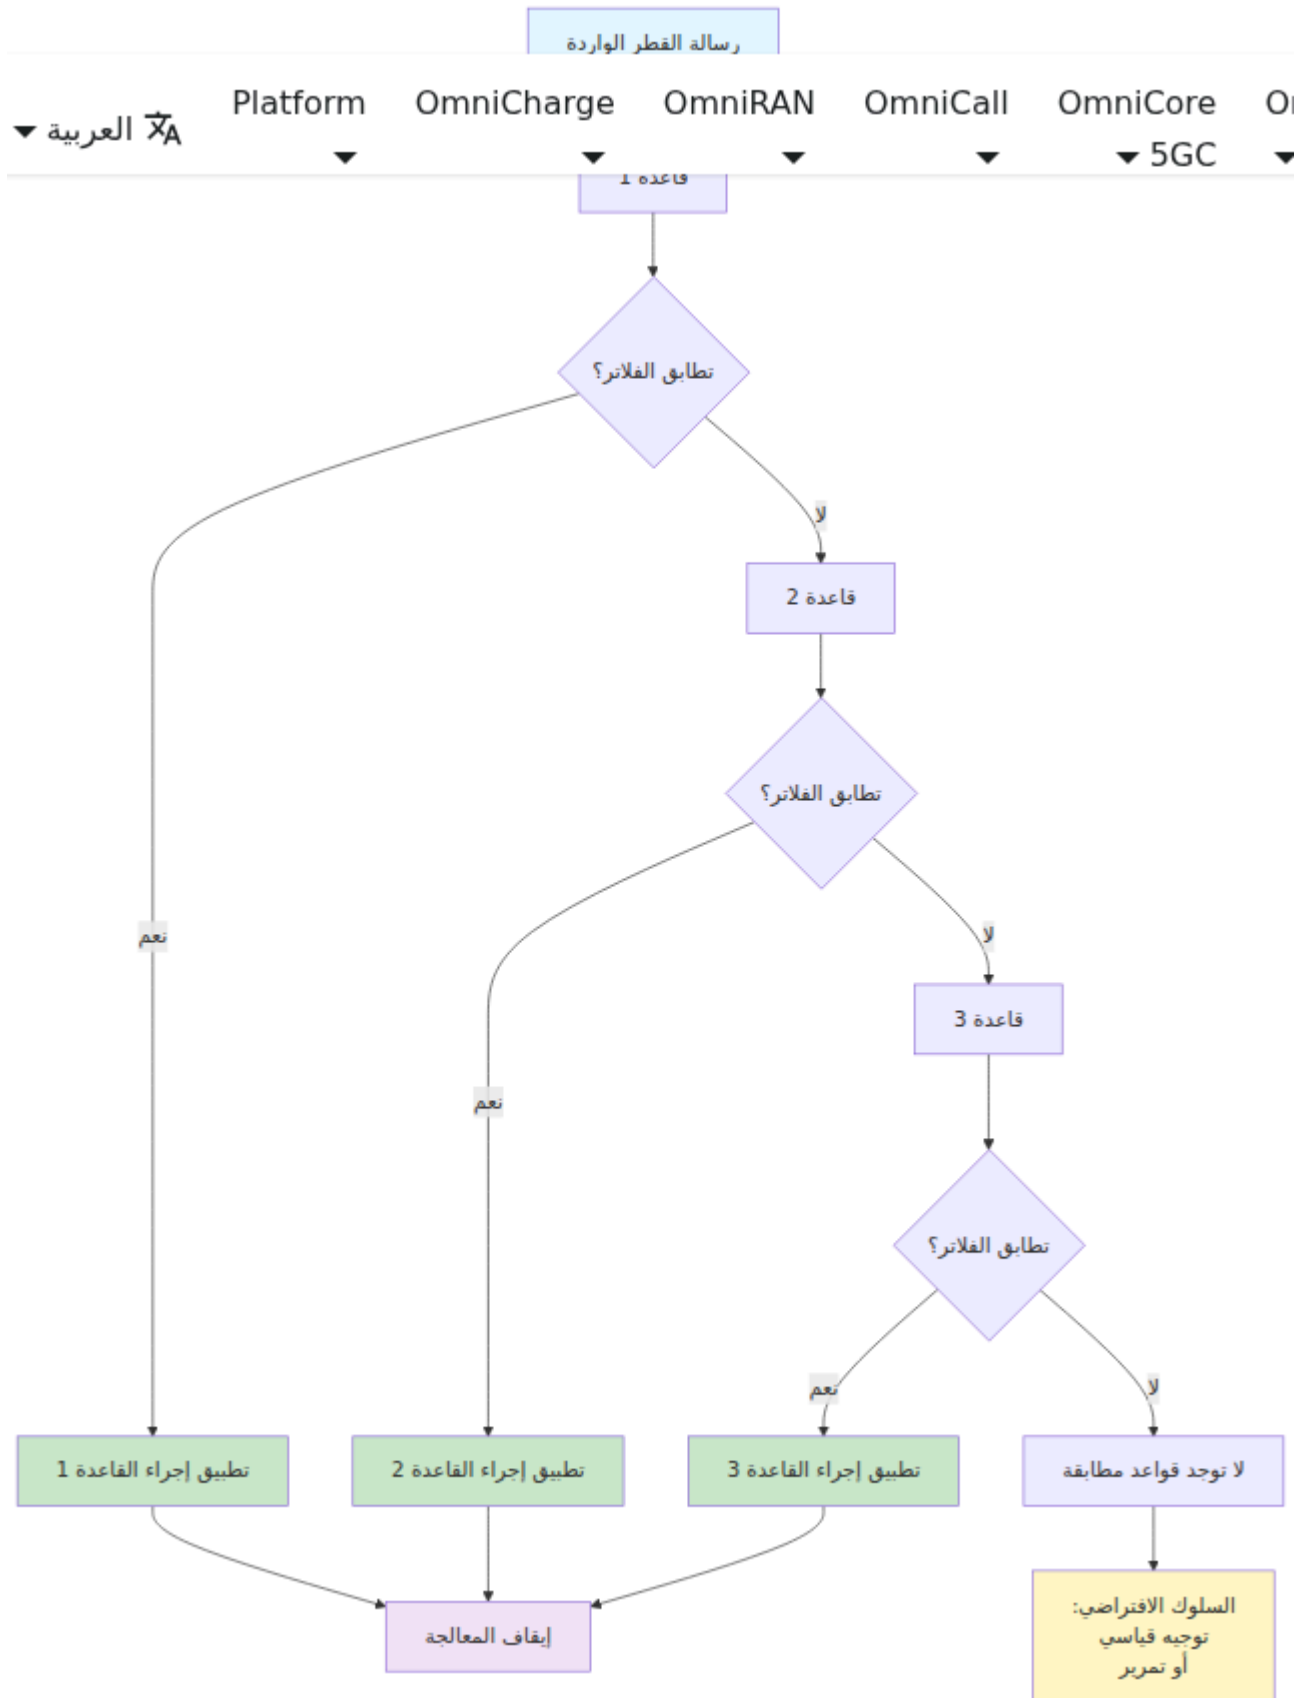 رسالة القطر الواردة
Platform
OmniCharge
OmniRAN
OmniCall
OmniCore
5GC
العربية
قاعدة 1
تطابق الفلاتر؟
لا
قاعدة 2
تطابق الفلاتر؟
نعم
لا
قاعدة 3
نعم
تطابق الفلاتر؟
نعم
لا
تطبيق إجراء القاعدة 1
تطبيق إجراء القاعدة 2
تطبيق إجراء القاعدة 3
لا توجد قواعد مطابقة
إيقاف المعالجة
السلوك الافتراضي:
توجيه قياسي
أو تمرير